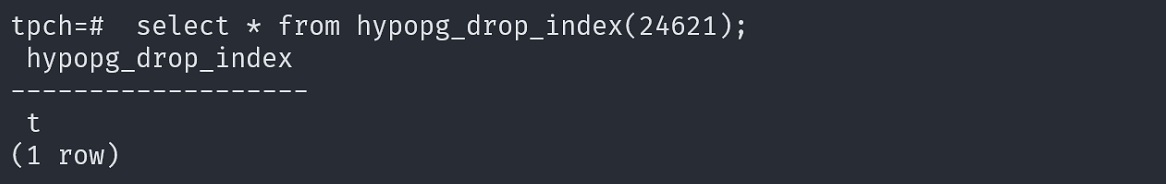 tpch=#  select * from hypopg_drop_index(24621);
 hypopg_drop_index
-------------------
 t
(1 row)